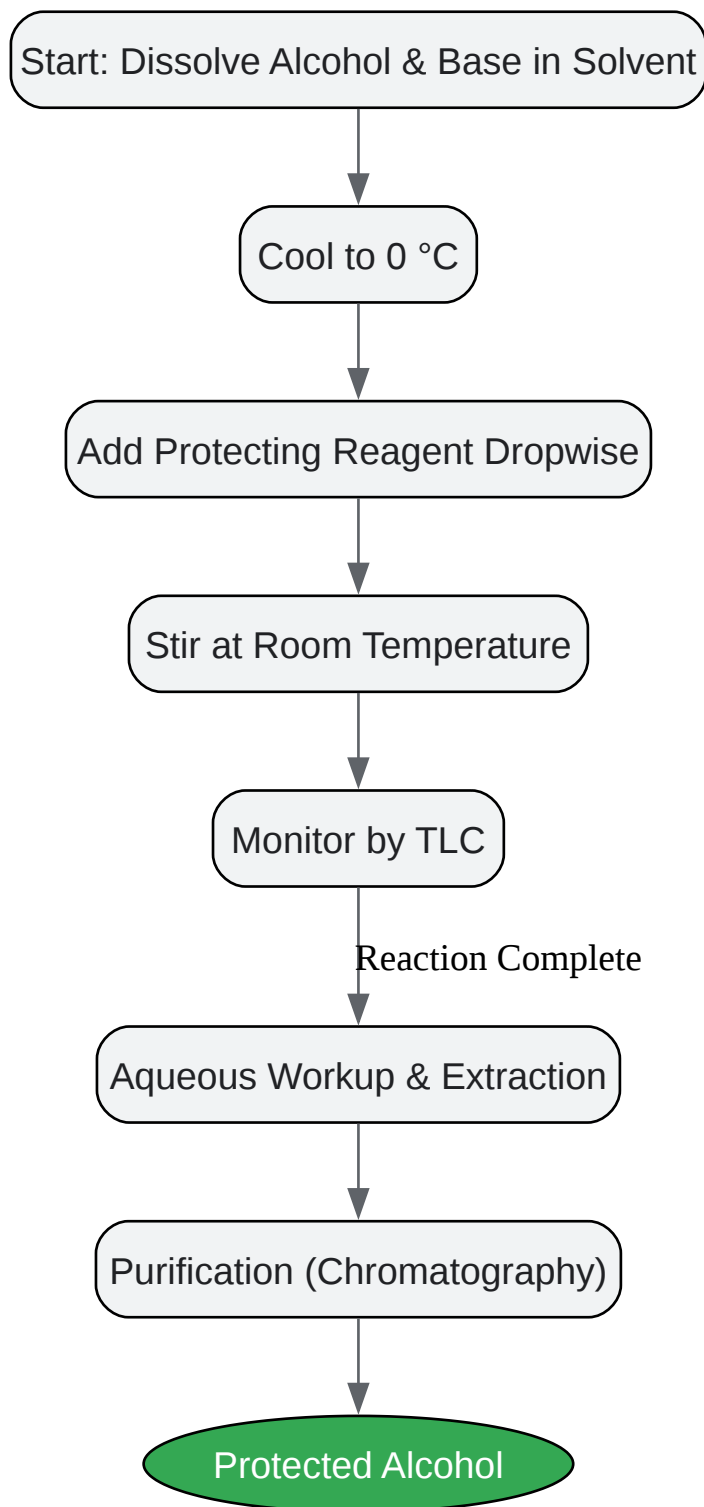 Start: Dissolve Alcohol & Base in Solvent
Cool to 0 °C
Add Protecting Reagent Dropwise
Stir at Room Temperature
Monitor by TLC
Reaction Complete
Aqueous Workup & Extraction
Purification (Chromatography)
Protected Alcohol